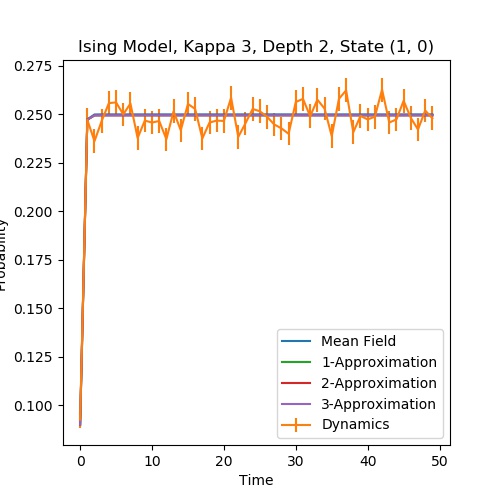 Ising Model, Kappa 3, Depth 2, State (1, 0)
0.275
0.250
0.225
0.200
0.175
0.150
0.125
0.100
Probability
0 10 20 30 40 50
Time
Mean Field
1-Approximation
2-Approximation
3-Approximation
Dynamics